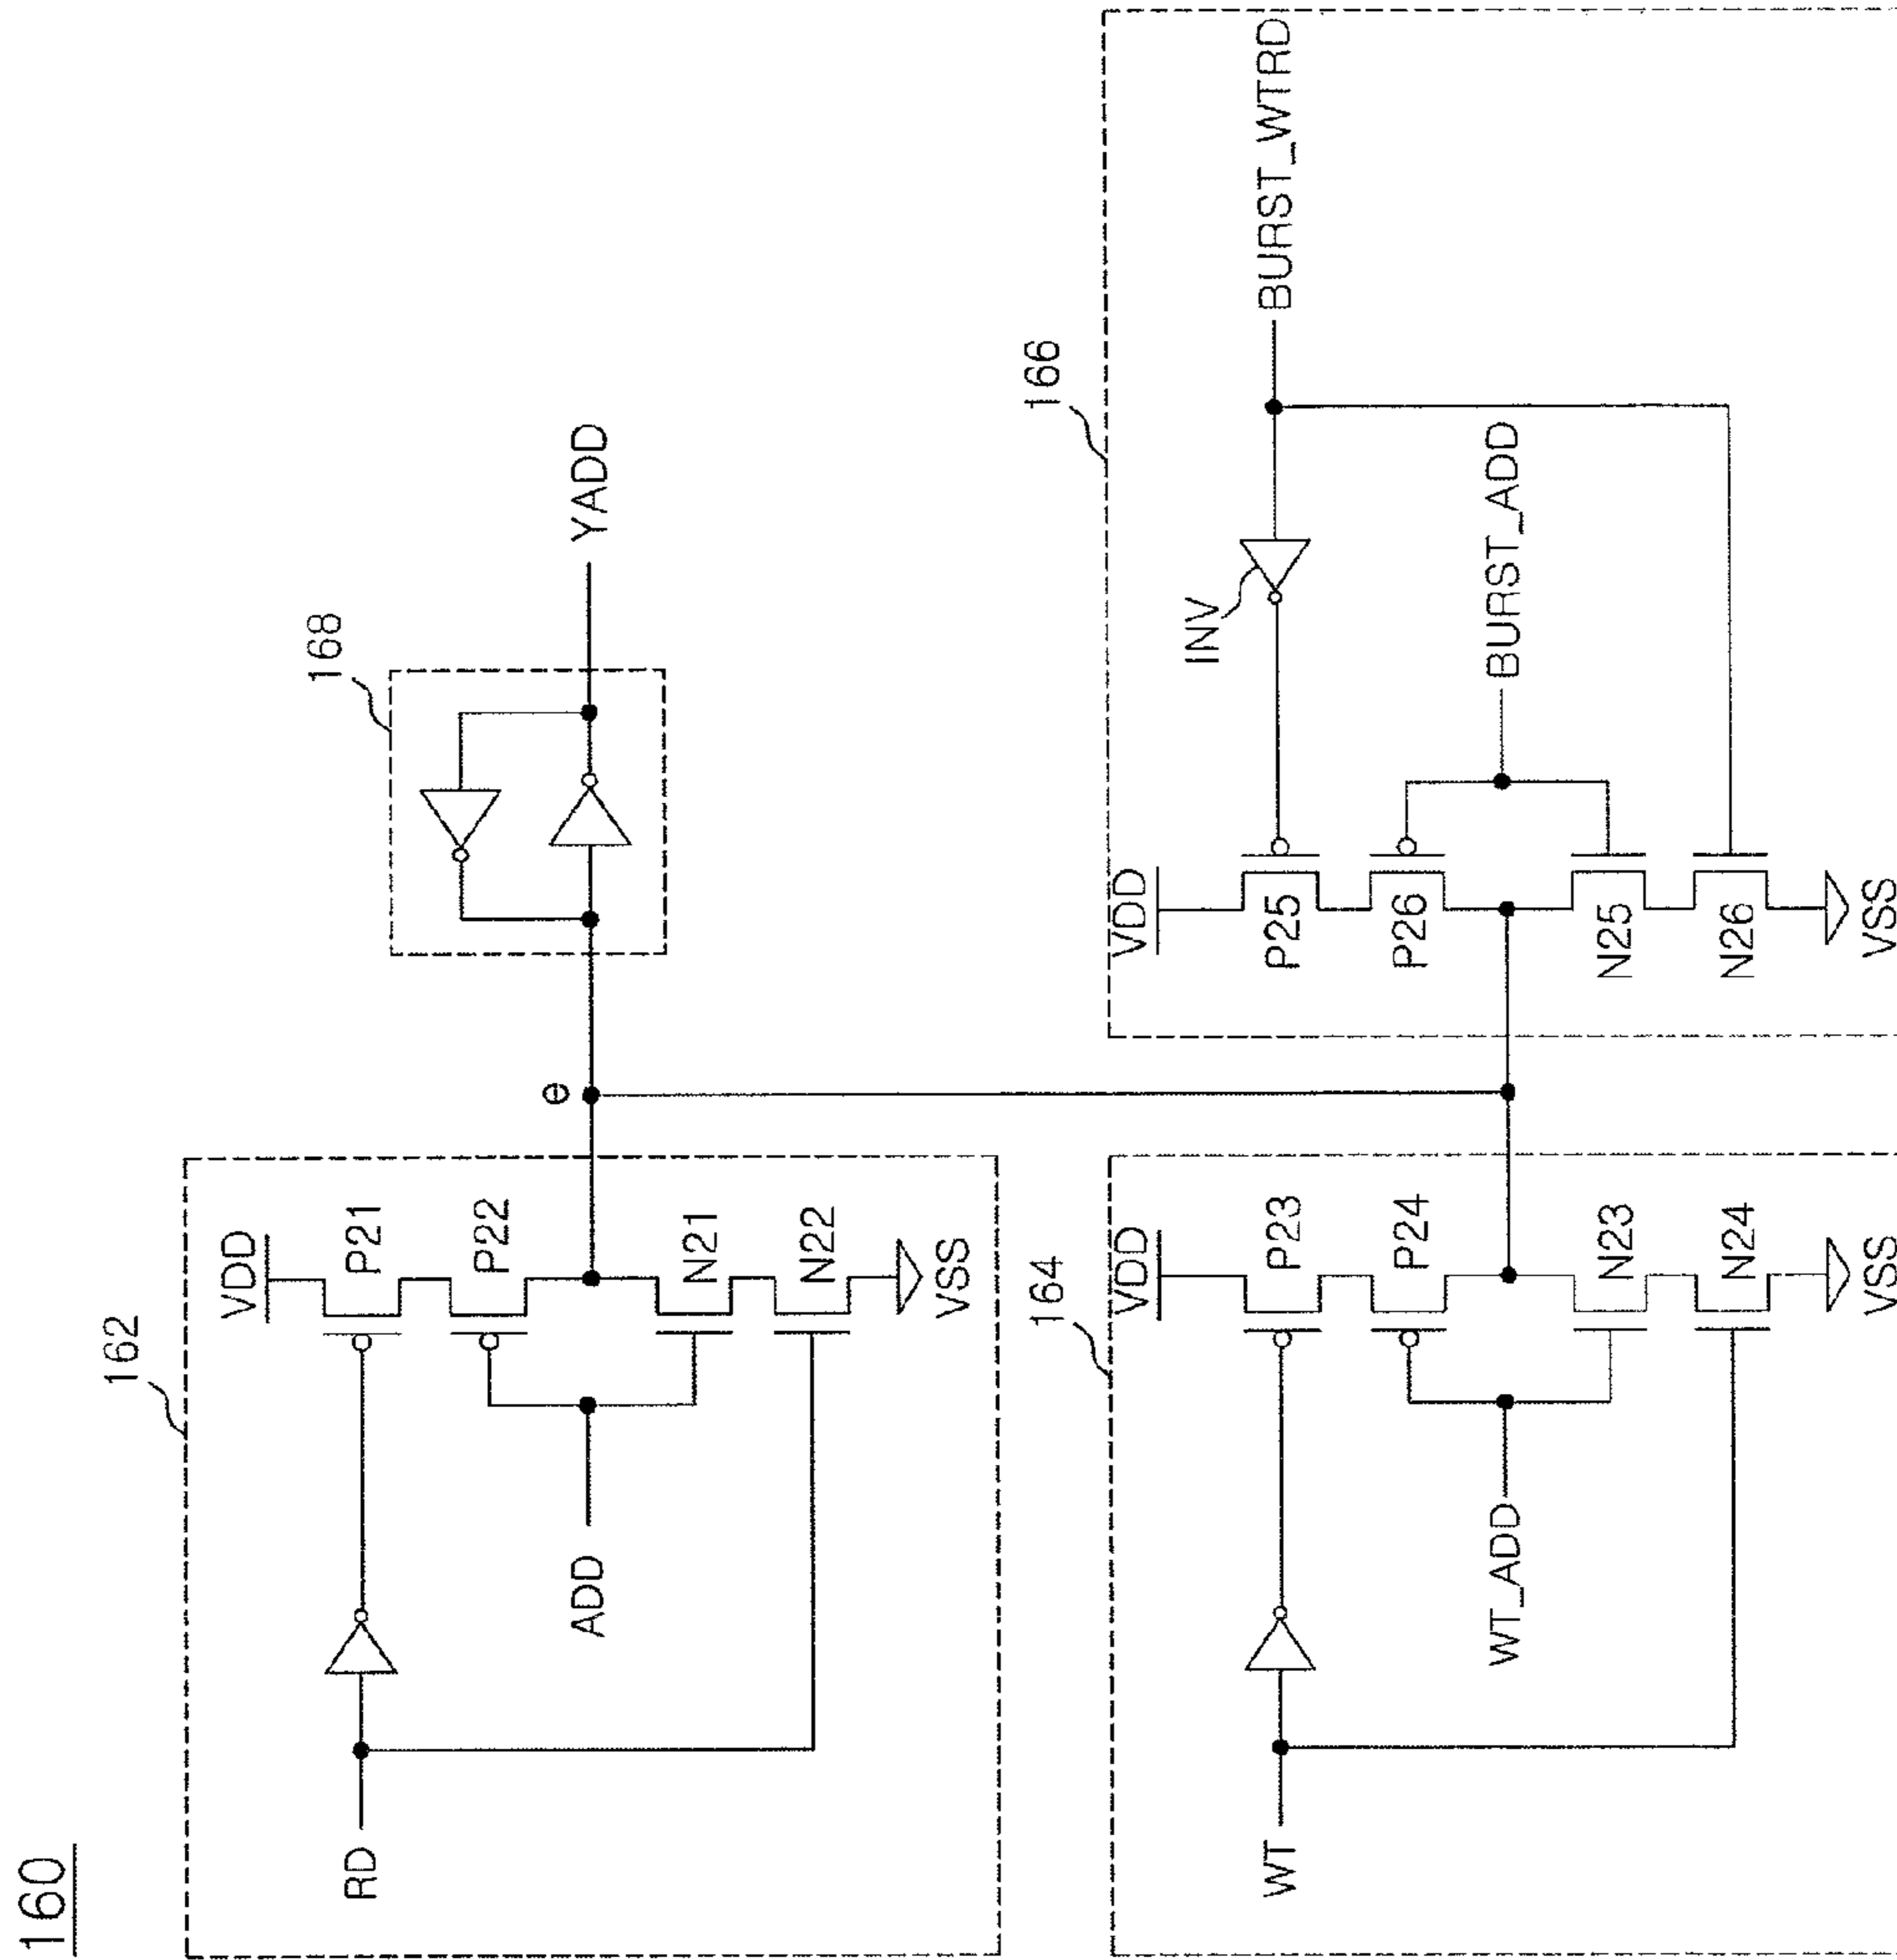 160
162
VDD
P21
P22
N21
N22
VSS
RD
ADD
e
168
YADD
164
VDD
P23
P24
N23
N24
VSS
WT
WT_ADD
166
VDD
P25
P26
N25
N26
VSS
INV
BURST_ADD
BURST_WTRD